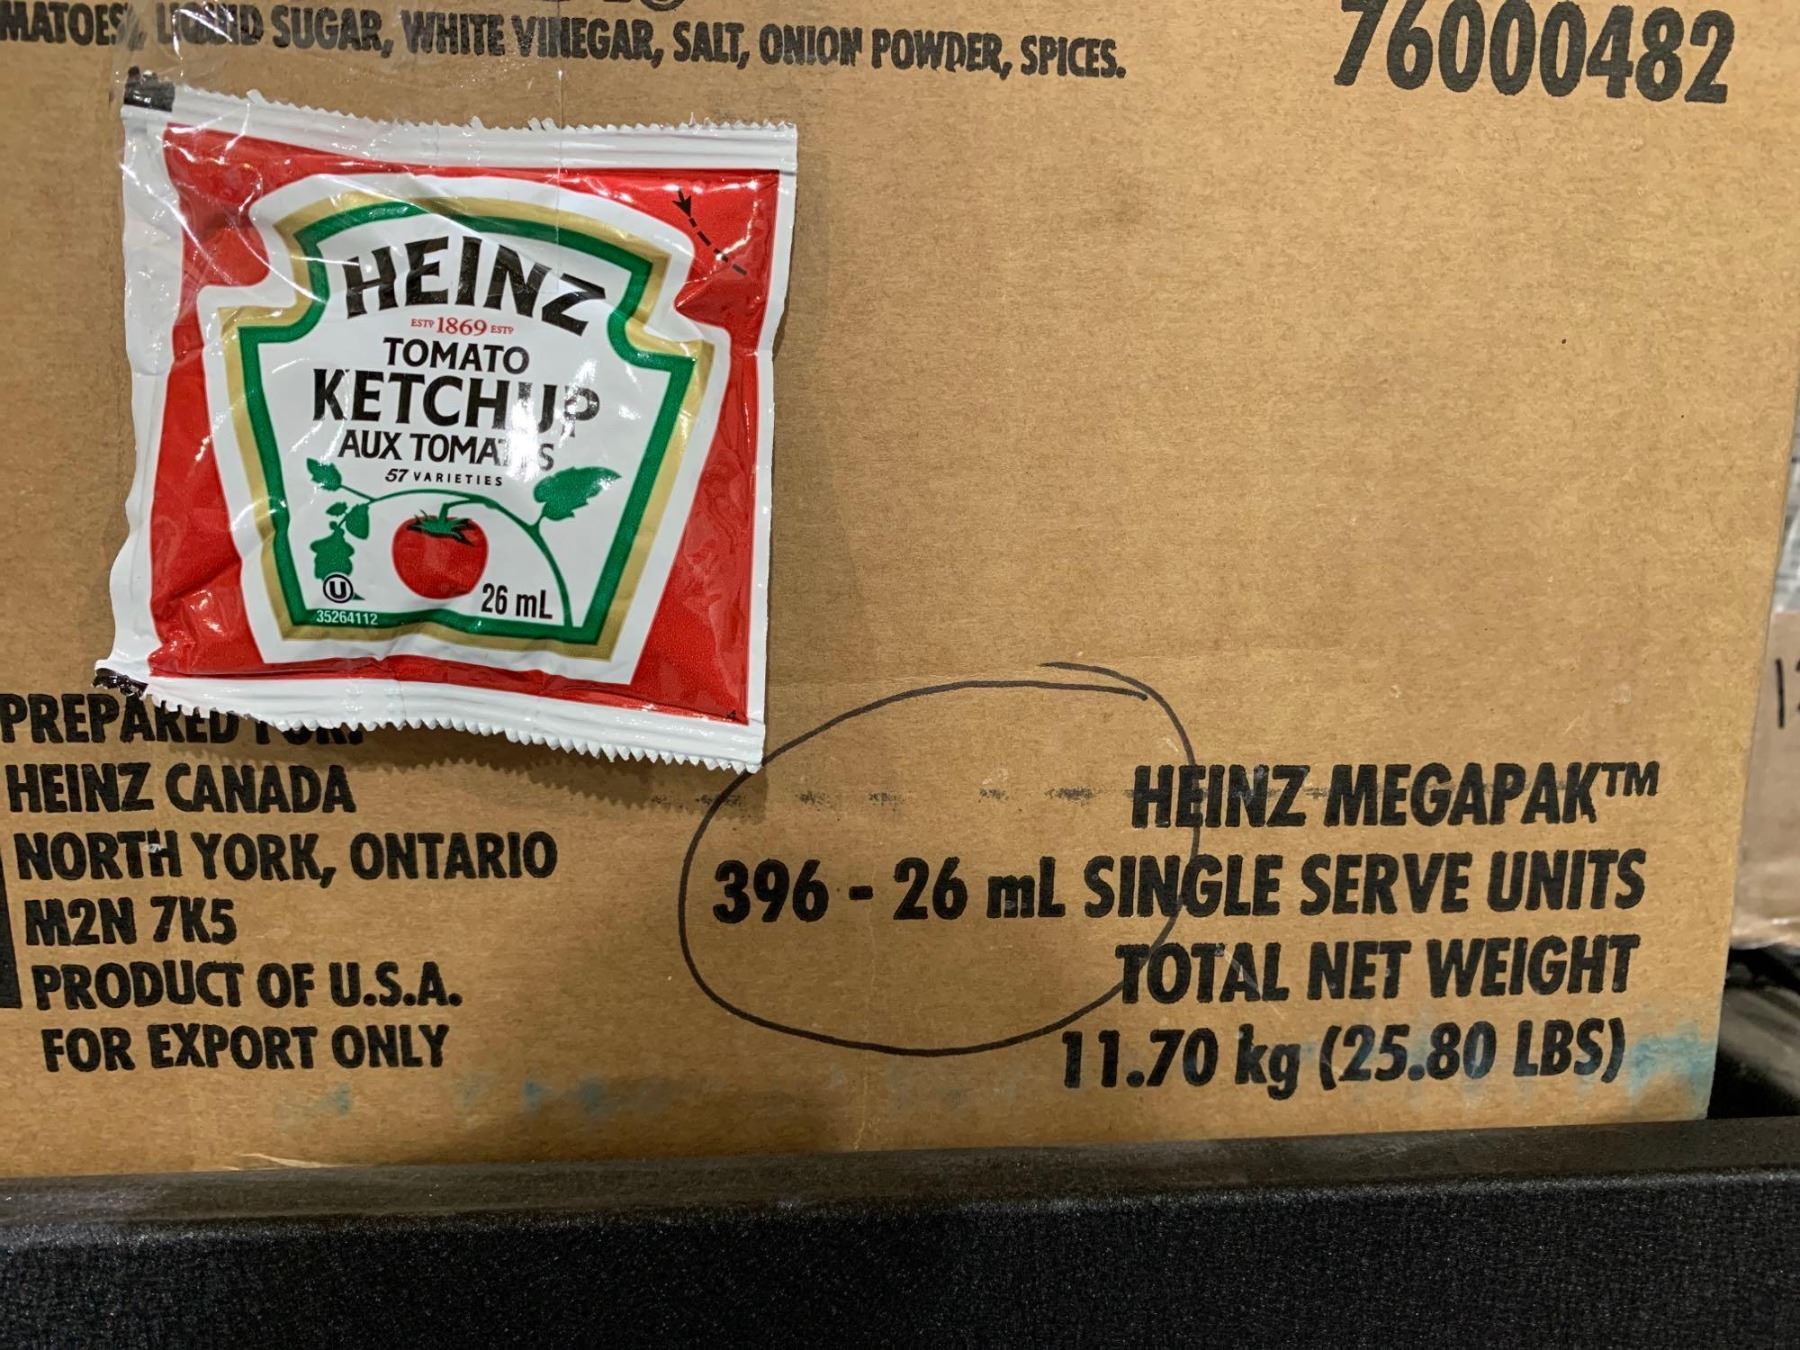 LIQUID SUGAR, WHITE VINEGAR, SALT, ONION POWDER, SPICES.
76000482
HEINZ
ESTD 1869 ESTD
TOMATO
KETCHUP
AUX TOMATES
57 VARIETIES
U
26 mL
35264112
PREPARED FOR:
HEINZ CANADA
NORTH YORK, ONTARIO
M2N 7K5
PRODUCT OF U.S.A.
FOR EXPORT ONLY
HEINZ MEGAPAK™
396 - 26 mL SINGLE SERVE UNITS
TOTAL NET WEIGHT
11.70 kg (25.80 LBS)